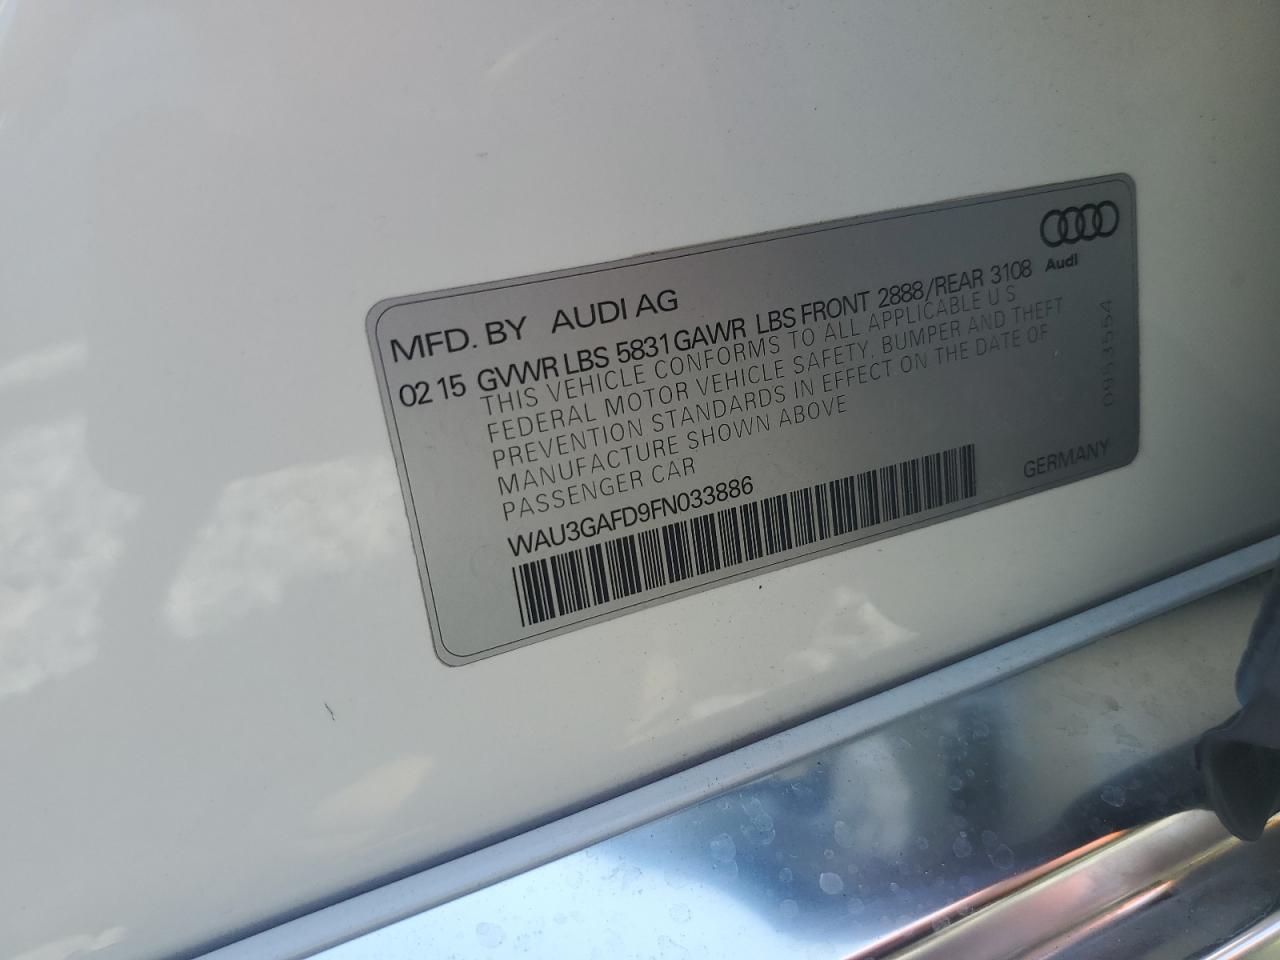 MFD. BY AUDI AG
Audi
02 15 GVWR LBS 5831 GAWR LBS FRONT 2888/REAR 3108
THIS VEHICLE CONFORMS TO ALL APPLICABLE U S
FEDERAL MOTOR VEHICLE SAFETY, BUMPER AND THEFT
PREVENTION STANDARDS IN EFFECT ON THE DATE OF
MANUFACTURE SHOWN ABOVE
PASSENGER CAR
WAU3GAFD9FN033886
GERMANY
0953554